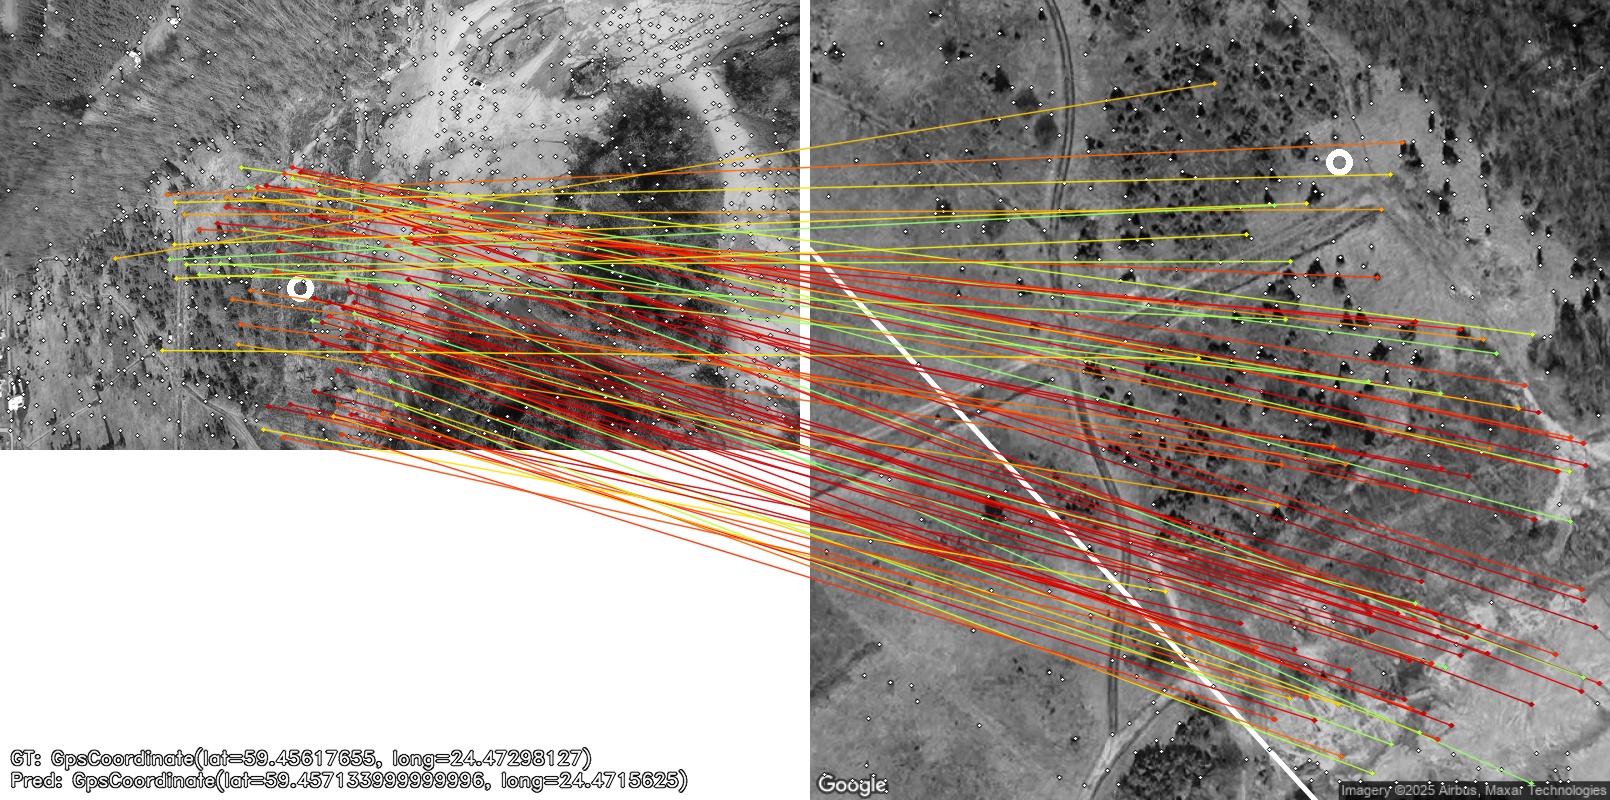 GT: GpsCoordinate(lat=59.45617655, long=24.47298127)
Pred: GpsCoordinate(lat=59.4571339999999996, long=24.4715625)
Google
Imagery ©2025 Airbus, Maxar Technologies